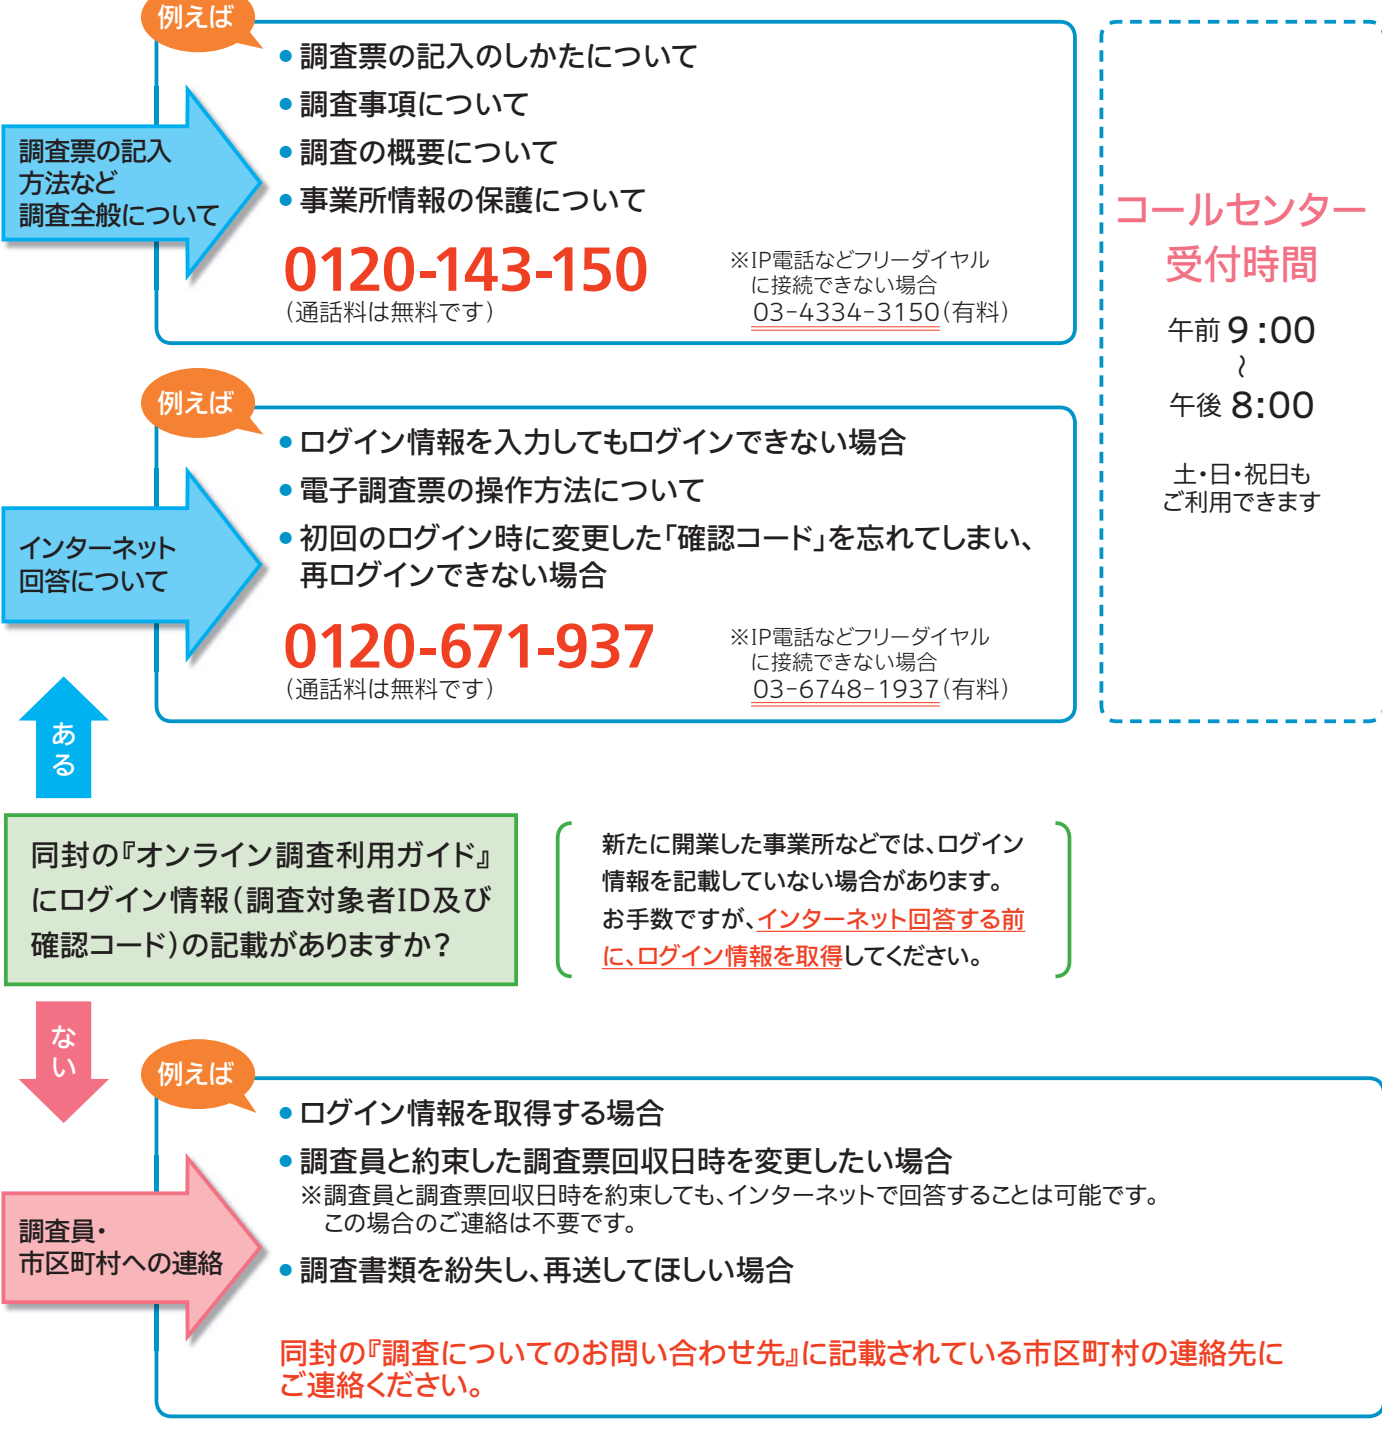 例えば
調査票の記入
方法など
調査全般について
●調査票の記入のしかたについて
●調査事項について
●調査の概要について
●事業所情報の保護について
0120-143-150
（通話料は無料です）
※IP電話などフリーダイヤル
に接続できない場合
03-4334-3150（有料）
コールセンター
受付時間
午前9:00
〜
午後8:00
土・日・祝日も
ご利用できます
例えば
インターネット
回答について
●ログイン情報を入力してもログインできない場合
●電子調査票の操作方法について
●初回のログイン時に変更した「確認コード」を忘れてしまい、
再ログインできない場合
0120-671-937
（通話料は無料です）
※IP電話などフリーダイヤル
に接続できない場合
03-6748-1937（有料）
ある
同封の『オンライン調査利用ガイド』
にログイン情報（調査対象者ID及び
確認コード）の記載がありますか？
新たに開業した事業所などでは、ログイン
情報を記載していない場合があります。
お手数ですが、インターネット回答する前
に、ログイン情報を取得してください。
ない
例えば
調査員・
市区町村への連絡
●ログイン情報を取得する場合
●調査員と約束した調査票回収日時を変更したい場合
※調査員と調査票回収日時を約束しても、インターネットで回答することは可能です。
この場合のご連絡は不要です。
●調査書類を紛失し、再送してほしい場合
同封の『調査についてのお問い合わせ先』に記載されている市区町村の連絡先に
ご連絡ください。